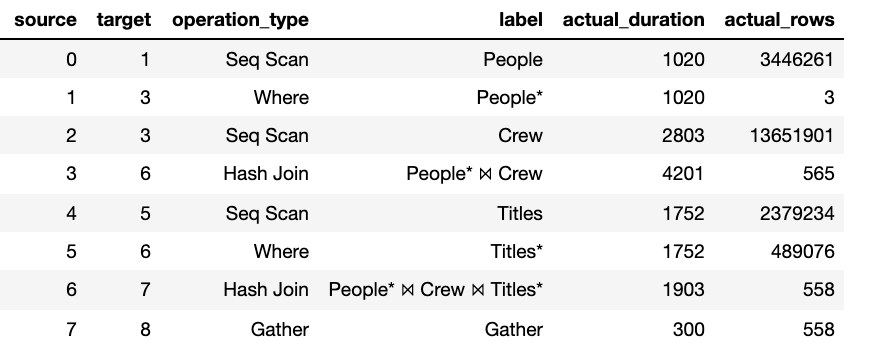 source target operation_type label actual_duration actual_rows
0 1 Seq Scan People 1020 3446261
1 3 Where People* 1020 3
2 3 Seq Scan Crew 2803 13651901
3 6 Hash Join People* ⋈ Crew 4201 565
4 5 Seq Scan Titles 1752 2379234
5 6 Where Titles* 1752 489076
6 7 Hash Join People* ⋈ Crew ⋈ Titles* 1903 558
7 8 Gather Gather 300 558